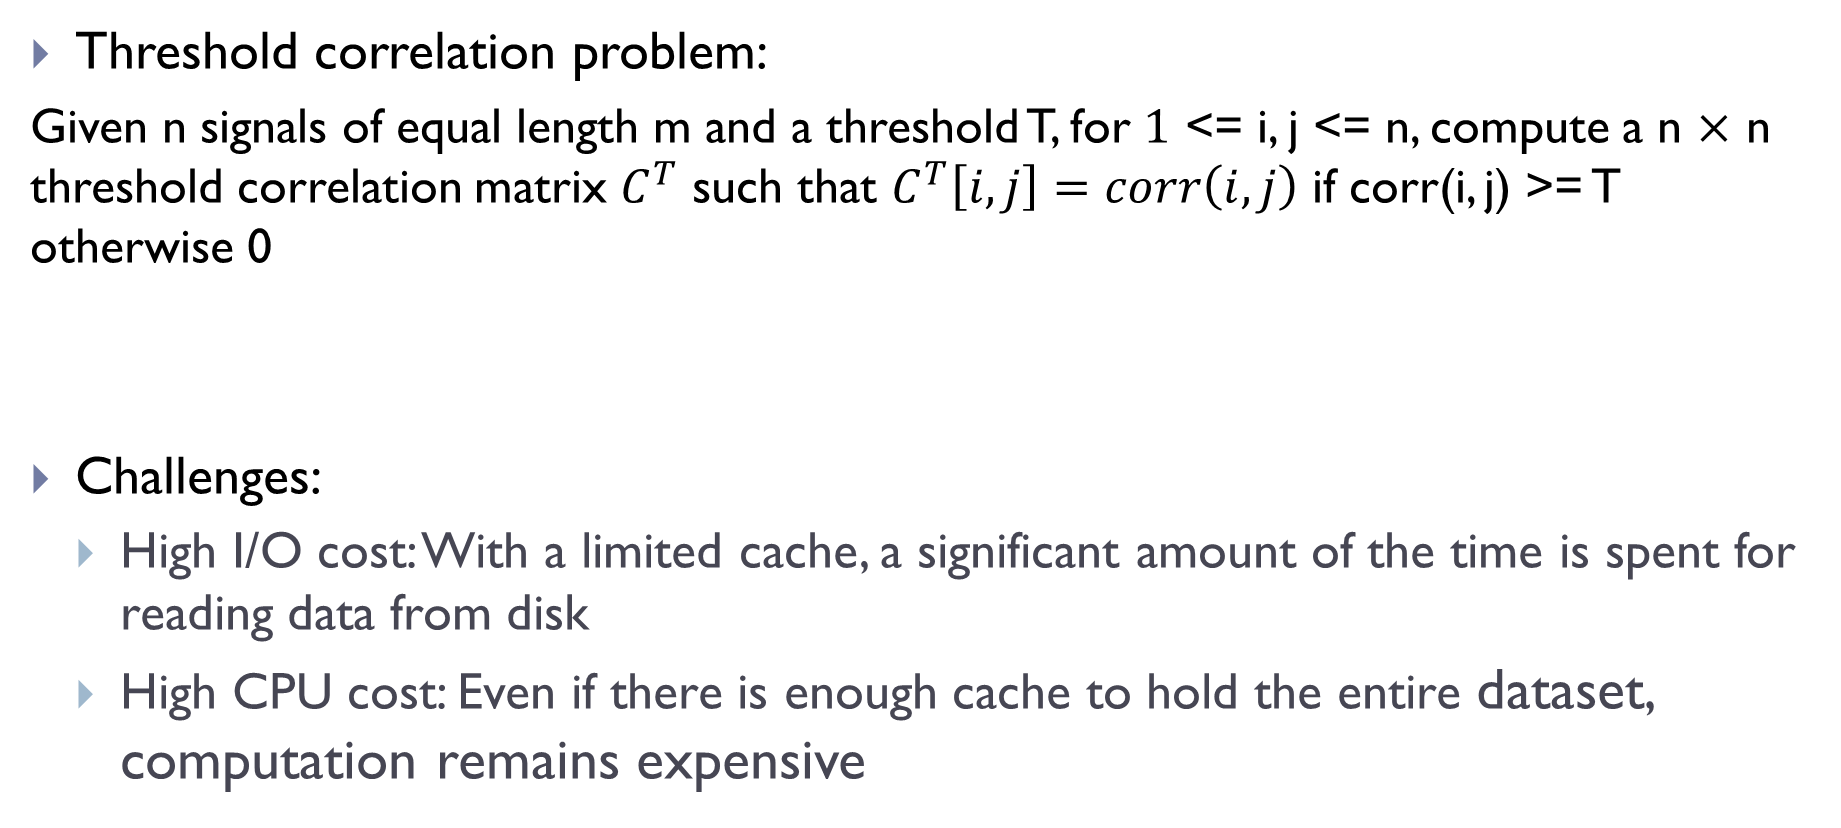 Threshold correlation problem:
Given n signals of equal length m and a threshold T, for 1 <= i, j <= n, compute a n × n
threshold correlation matrix C^T such that C^T[i,j] = corr(i,j) if corr(i, j) >= T
otherwise 0
Challenges:
High I/O cost: With a limited cache, a significant amount of the time is spent for
reading data from disk
High CPU cost: Even if there is enough cache to hold the entire dataset,
computation remains expensive